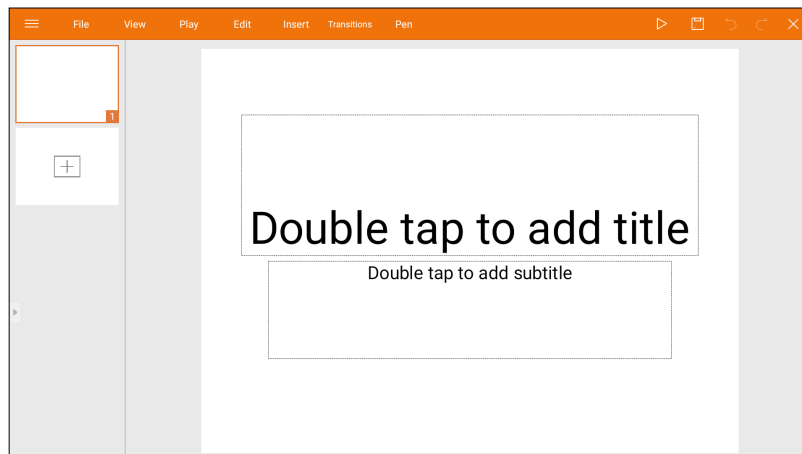 File View Play Edit Insert Transitions Pen
1
Double tap to add title
Double tap to add subtitle